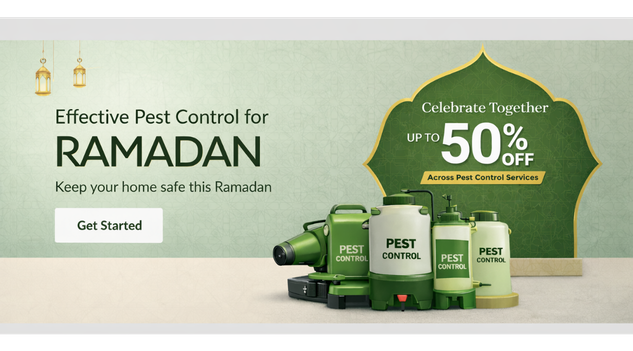 Effective Pest Control for
RAMADAN
Keep your home safe this Ramadan
Get Started
Celebrate Together
UP TO 50% OFF
Across Pest Control Services
PEST
CONTROL
PEST
CONTROL
PEST
CONTROL
PEST
CONTROL